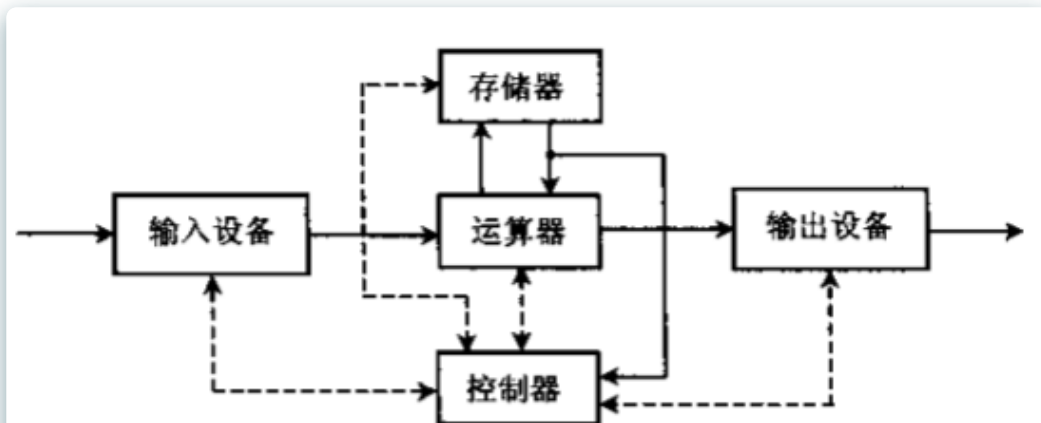 存储器
输入设备
运算器
输出设备
控制器